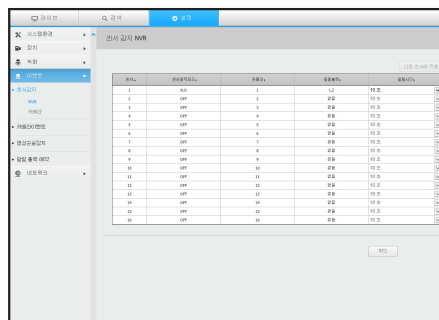 라이브
검색
설정
시스템환경
장치
녹화
이벤트
센서감지
NVR
카메라
카메라이벤트
영상손실감지
알람 출력 예약
네트워크
센서 감지 NVR
센서 센서동작모드 카메라 알람출력 알람시간
1 N.O 1 1,2 10 초
2 OFF 2 없음 10 초
3 OFF 3 없음 10 초
4 OFF 4 없음 10 초
5 OFF 5 없음 10 초
6 OFF 6 없음 10 초
7 OFF 7 없음 10 초
8 OFF 8 없음 10 초
9 OFF 9 없음 10 초
10 OFF 10 없음 10 초
11 OFF 11 없음 10 초
12 OFF 12 없음 10 초
13 OFF 13 없음 10 초
14 OFF 14 없음 10 초
15 OFF 15 없음 10 초
16 OFF 16 없음 10 초
확인